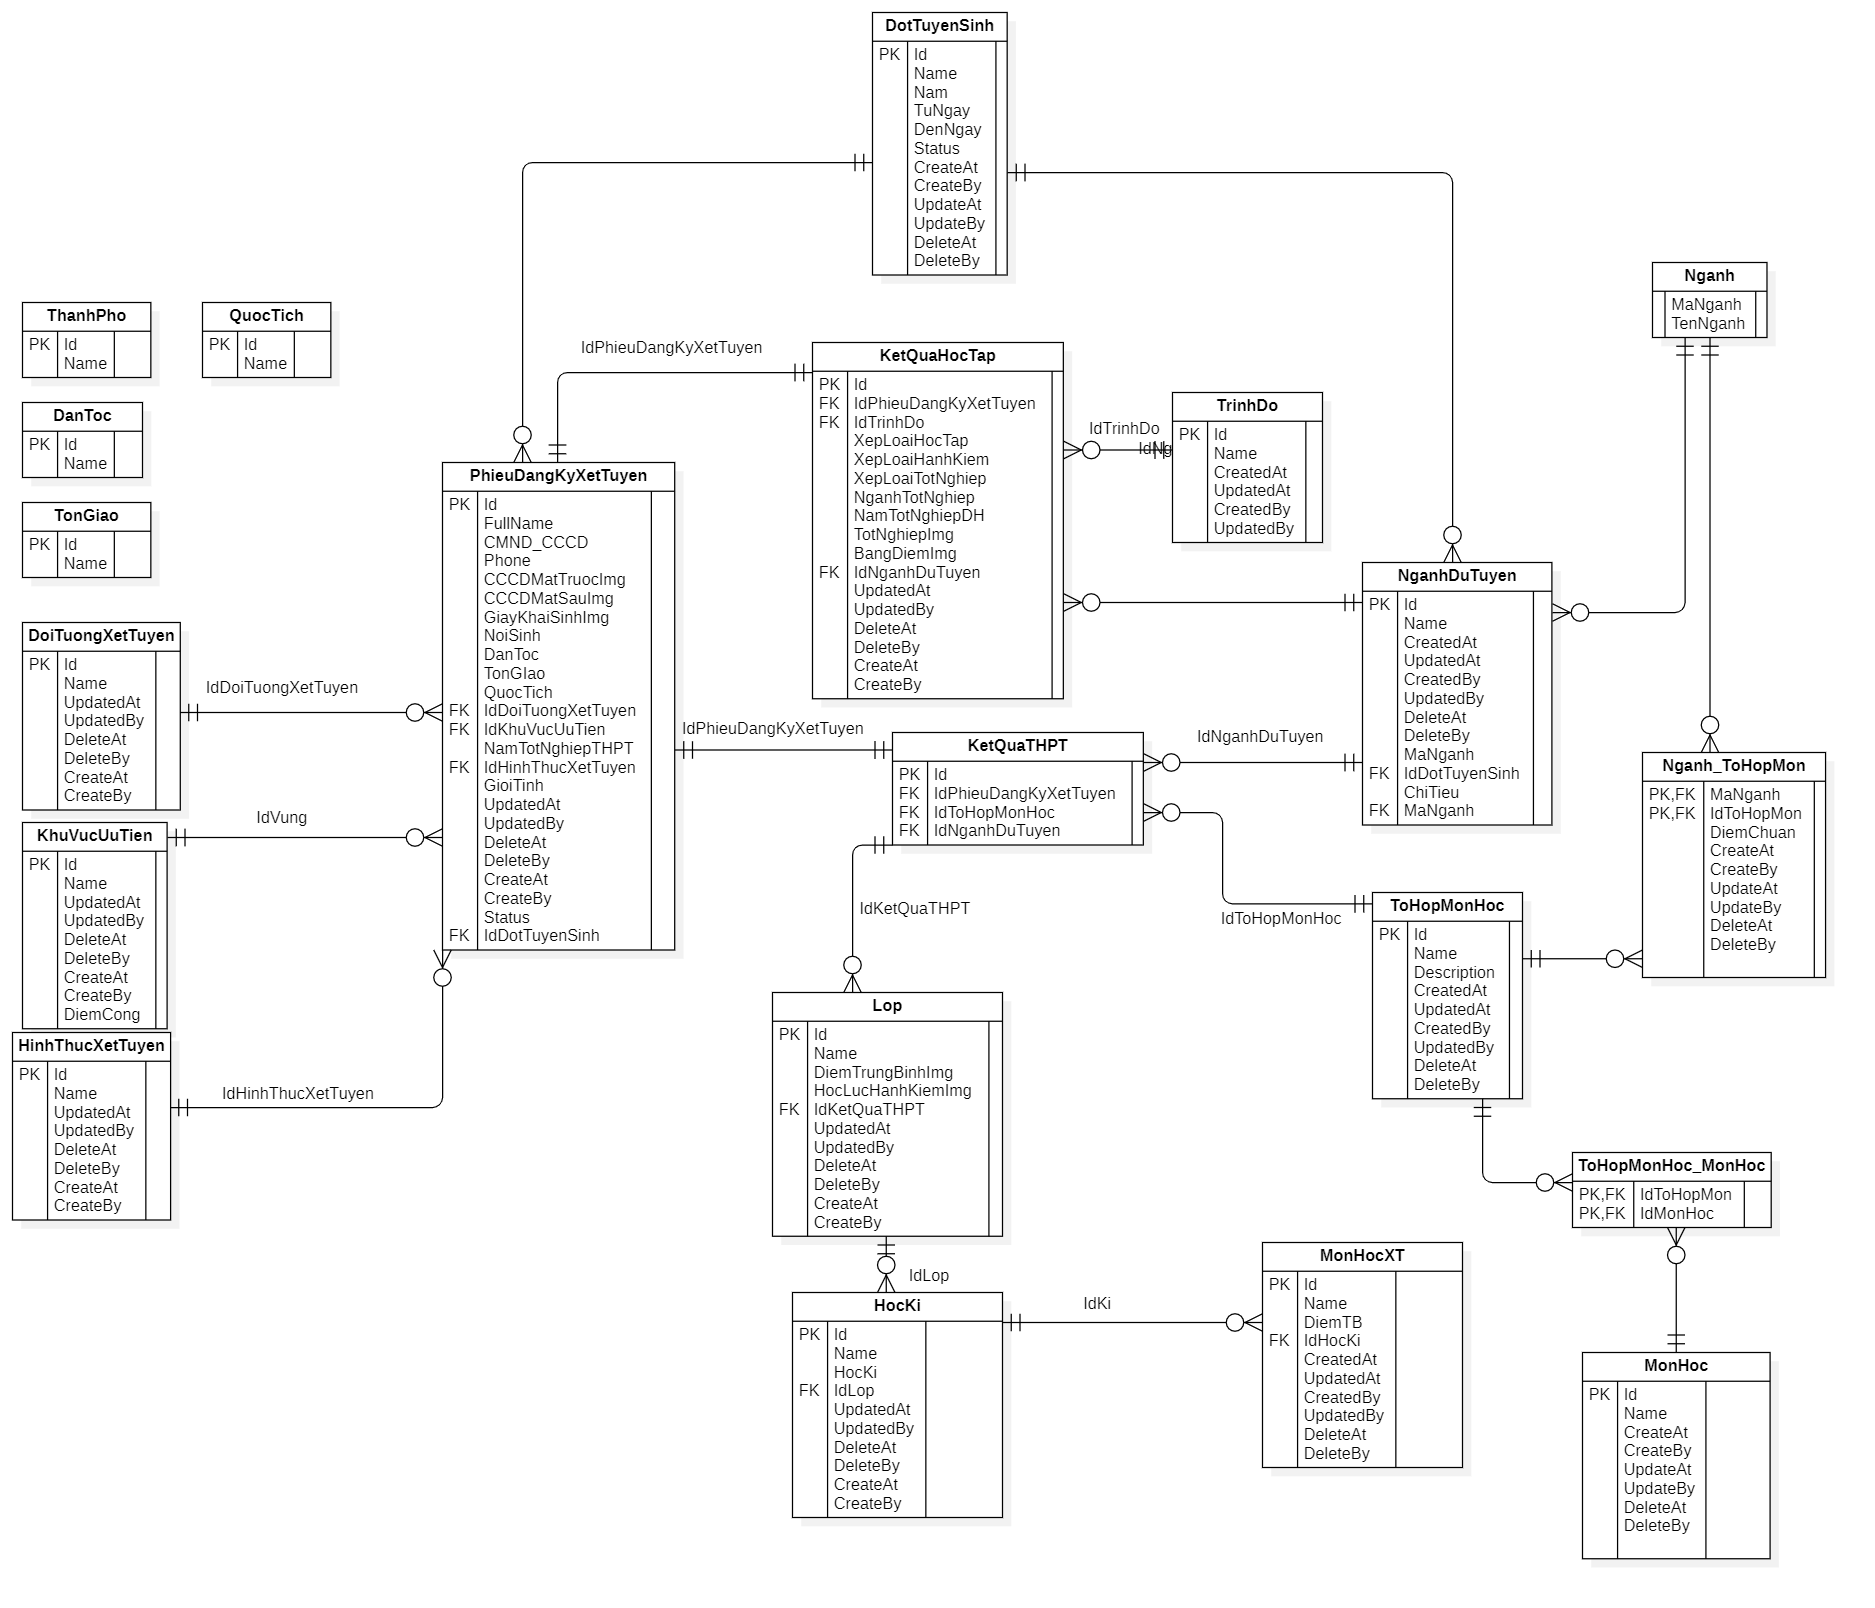 DotTuyenSinh
PK Id
Name
Nam
TuNgay
DenNgay
Status
CreateAt
CreateBy
UpdateAt
UpdateBy
DeleteAt
DeleteBy
Nganh
MaNganh
TenNganh
ThanhPho
PK Id
Name
QuocTich
PK Id
Name
DanToc
PK Id
Name
TonGiao
PK Id
Name
IdPhieuDangKyXetTuyen
KetQuaHocTap
PK Id
FK IdPhieuDangKyXetTuyen
FK IdTrinhDo
XepLoaiHocTap
XepLoaiHanhKiem
XepLoaiTotNghiep
NganhTotNghiep
NamTotNghiepDH
TotNghiepImg
BangDiemImg
FK IdNganhDuTuyen
UpdatedAt
UpdatedBy
DeleteAt
DeleteBy
CreateAt
CreateBy
IdTrinhDo
IdNg
TrinhDo
PK Id
Name
CreatedAt
UpdatedAt
CreatedBy
UpdatedBy
PhieuDangKyXetTuyen
PK Id
FullName
CMND_CCCD
Phone
CCCDMatTruocImg
CCCDMatSauImg
GiayKhaiSinhImg
NoiSinh
DanToc
TonGIao
QuocTich
FK IdDoiTuongXetTuyen
FK IdKhuVucUuTien
NamTotNghiepTHPT
FK IdHinhThucXetTuyen
GioiTinh
UpdatedAt
UpdatedBy
DeleteAt
DeleteBy
CreateAt
CreateBy
Status
FK IdDotTuyenSinh
NganhDuTuyen
PK Id
Name
CreatedAt
UpdatedAt
CreatedBy
UpdatedBy
DeleteAt
DeleteBy
MaNganh
FK IdDotTuyenSinh
ChiTieu
FK MaNganh
DoiTuongXetTuyen
PK Id
Name
UpdatedAt
UpdatedBy
DeleteAt
DeleteBy
CreateAt
CreateBy
IdDoiTuongXetTuyen
IdPhieuDangKyXetTuyen
KetQuaTHPT
PK Id
FK IdPhieuDangKyXetTuyen
FK IdToHopMonHoc
FK IdNganhDuTuyen
IdNganhDuTuyen
Nganh_ToHopMon
PK,FK MaNganh
PK,FK IdToHopMon
DiemChuan
CreateAt
CreateBy
UpdateAt
UpdateBy
DeleteAt
DeleteBy
KhuVucUuTien
PK Id
Name
UpdatedAt
UpdatedBy
DeleteAt
DeleteBy
CreateAt
CreateBy
DiemCong
IdVung
IdKetQuaTHPT
IdToHopMonHoc
ToHopMonHoc
PK Id
Name
Description
CreatedAt
UpdatedAt
CreatedBy
UpdatedBy
DeleteAt
DeleteBy
HinhThucXetTuyen
PK Id
Name
UpdatedAt
UpdatedBy
DeleteAt
DeleteBy
CreateAt
CreateBy
IdHinhThucXetTuyen
Lop
PK Id
Name
DiemTrungBinhImg
HocLucHanhKiemImg
FK IdKetQuaTHPT
UpdatedAt
UpdatedBy
DeleteAt
DeleteBy
CreateAt
CreateBy
ToHopMonHoc_MonHoc
PK,FK IdToHopMon
PK,FK IdMonHoc
IdLop
HocKi
PK Id
Name
HocKi
FK IdLop
UpdatedAt
UpdatedBy
DeleteAt
DeleteBy
CreateAt
CreateBy
IdKi
MonHocXT
PK Id
Name
DiemTB
FK IdHocKi
CreatedAt
UpdatedAt
CreatedBy
UpdatedBy
DeleteAt
DeleteBy
MonHoc
PK Id
Name
CreateAt
CreateBy
UpdateAt
UpdateBy
DeleteAt
DeleteBy